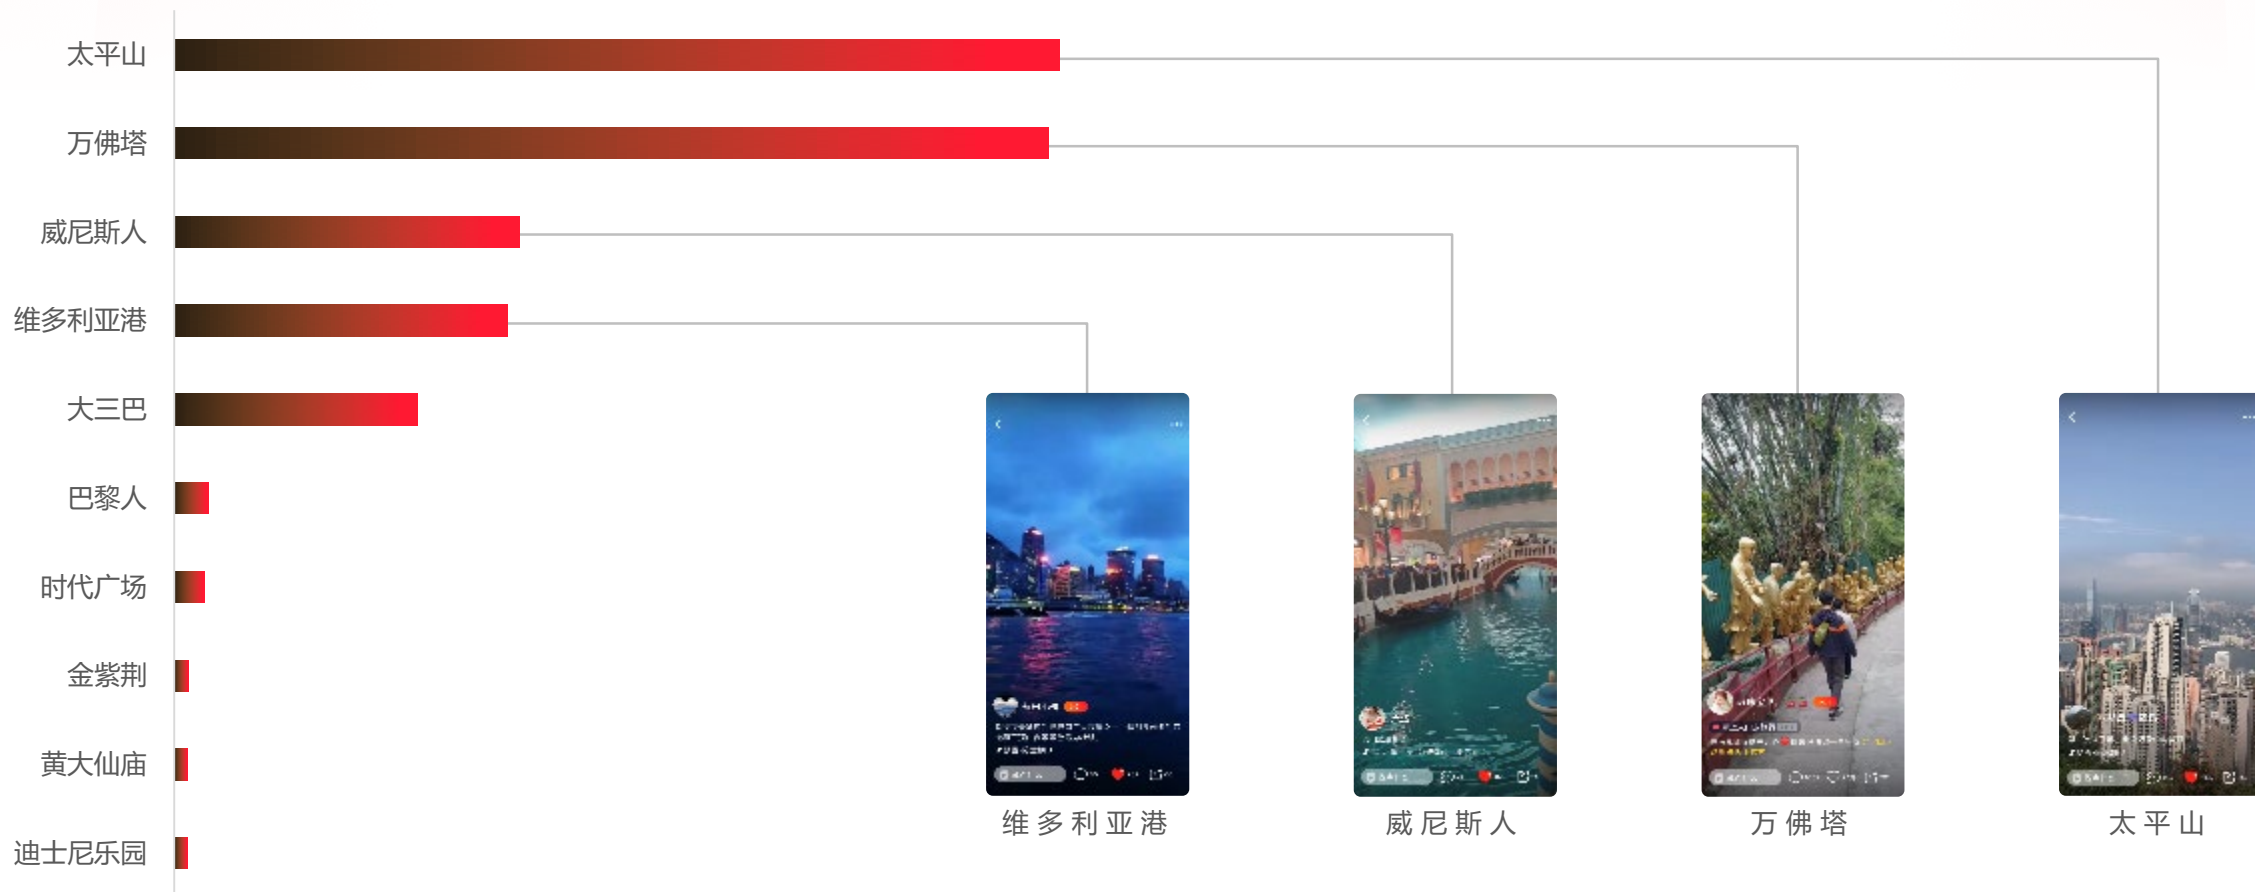 太平山
万佛塔
威尼斯人
维多利亚港
大三巴
巴黎人
时代广场
金紫荆
黄大仙庙
迪士尼乐园
维多利亚港
威尼斯人
万佛塔
太平山